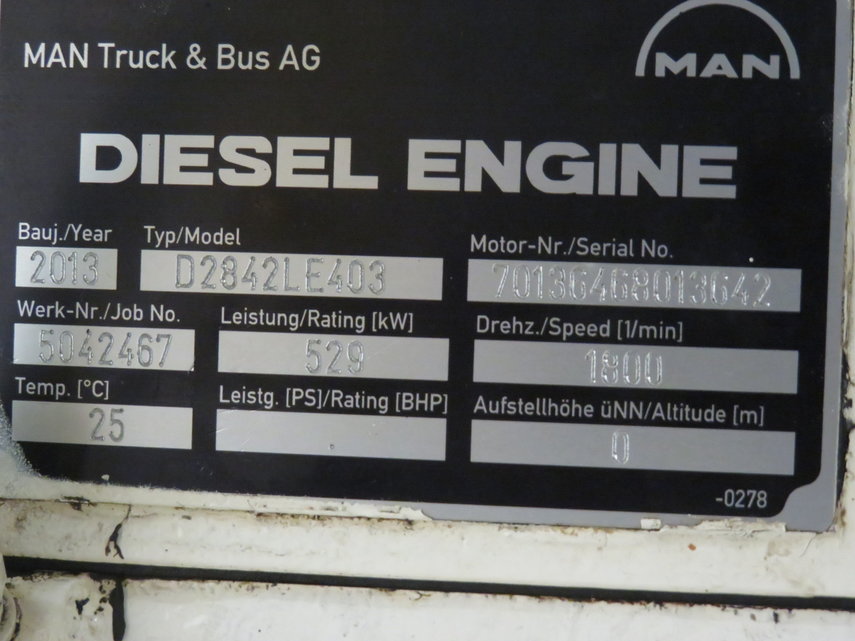 MAN Truck & Bus AG
MAN
DIESEL ENGINE
Bauj./Year Typ/Model Motor-Nr./Serial No.
2013 D2842LE403 70136468013642
Werk-Nr./Job No. Leistung/Rating [kW] Drehz./Speed [1/min]
5042467 529 1800
Temp. [°C] Leistg. [PS]/Rating [BHP] Aufstellhöhe üNN/Altitude [m]
25 0
-0278